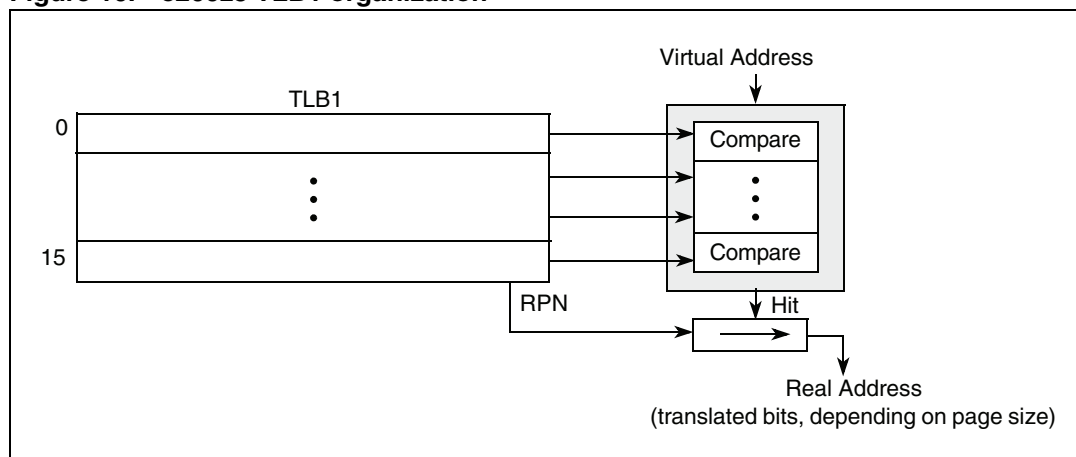 Virtual Address
TLB1
0
Compare
Compare
15
RPN
Hit
Real Address
(translated bits, depending on page size)